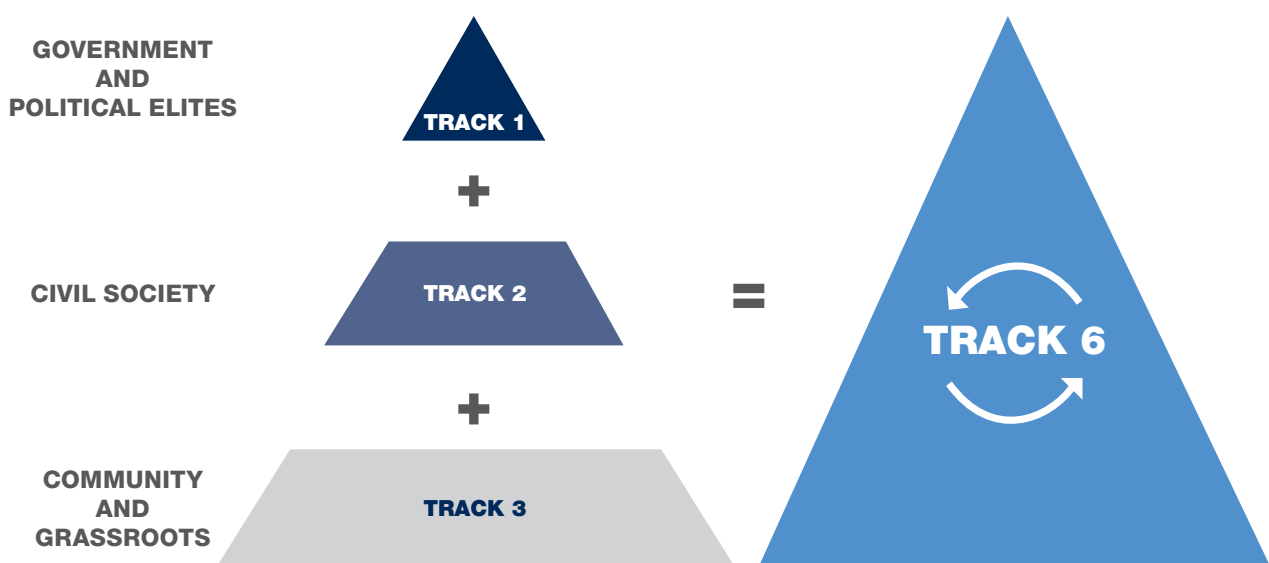 GOVERNMENT
AND
POLITICAL ELITES
TRACK 1
+
CIVIL SOCIETY
TRACK 2
=
TRACK 6
+
COMMUNITY
AND
GRASSROOTS
TRACK 3